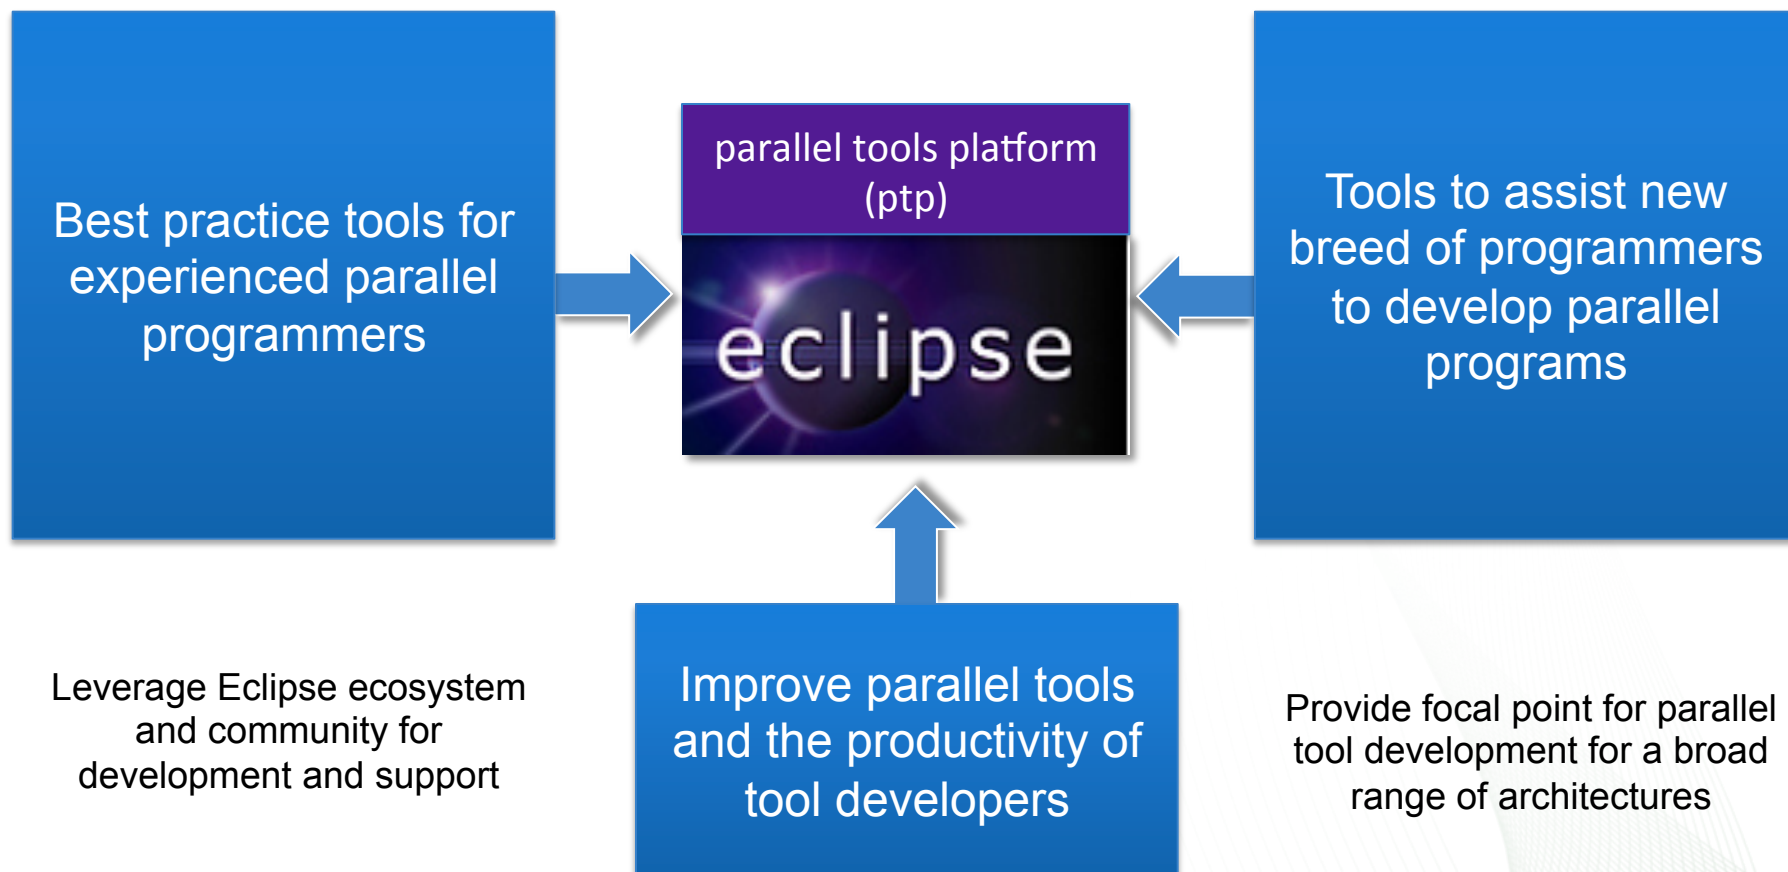 Best practice tools for
experienced parallel
programmers
parallel tools platform
(ptp)
eclipse
Tools to assist new
breed of programmers
to develop parallel
programs
Leverage Eclipse ecosystem
and community for
development and support
Improve parallel tools
and the productivity of
tool developers
Provide focal point for parallel
tool development for a broad
range of architectures